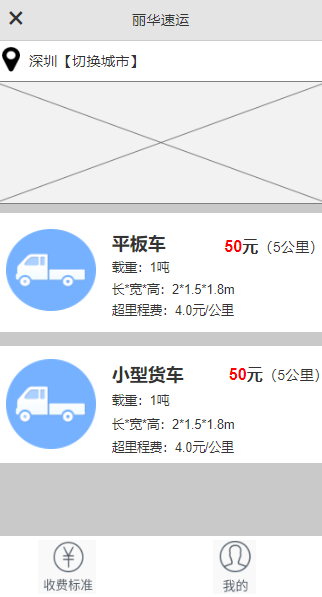 丽华速运
深圳【切换城市】
平板车
50元（5公里）
载重：1吨
长*宽*高：2*1.5*1.8m
超里程费：4.0元/公里
小型货车
50元（5公里）
载重：1吨
长*宽*高：2*1.5*1.8m
超里程费：4.0元/公里
收费标准
我的